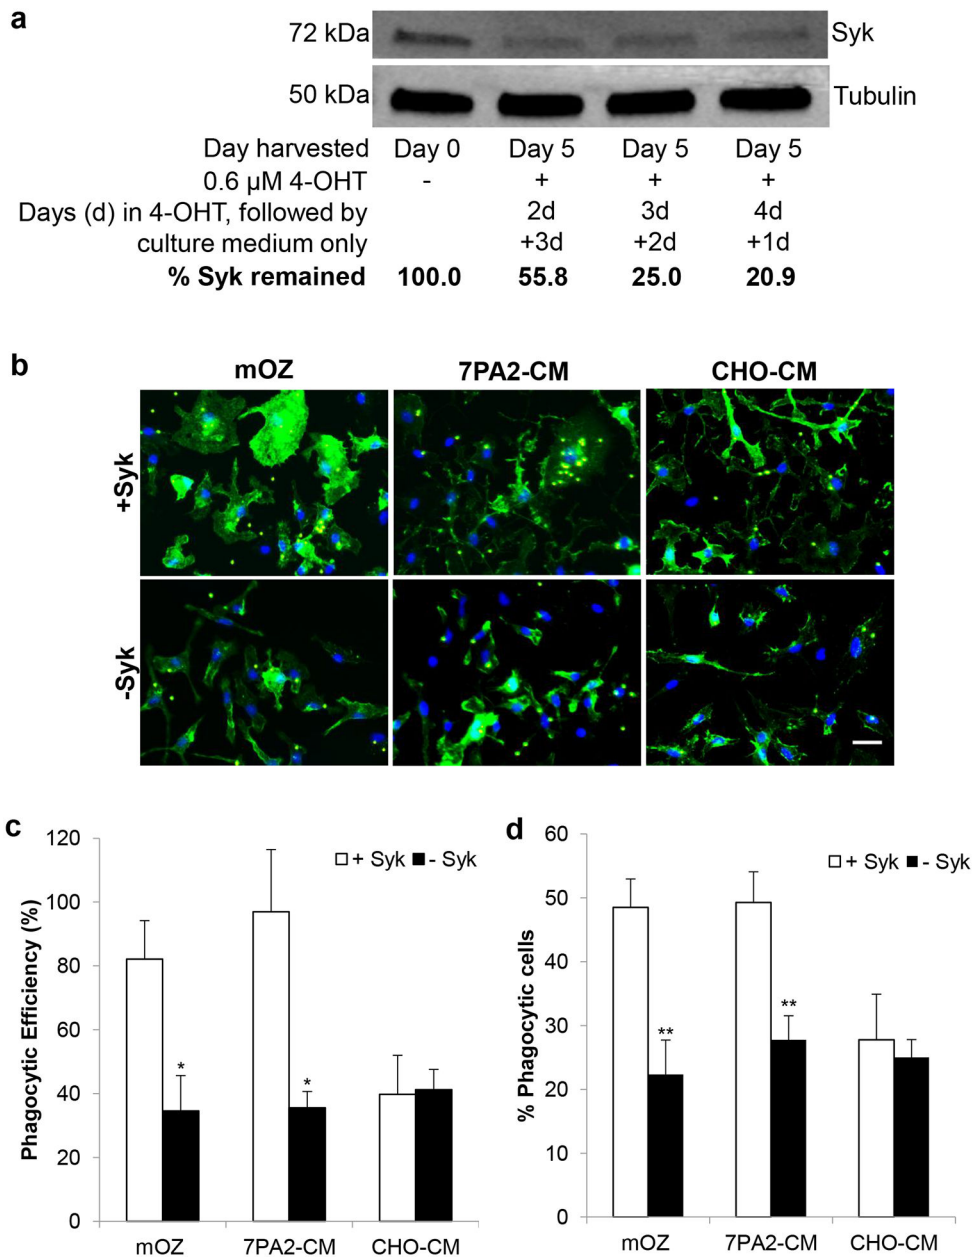 a
72 kDa Syk
50 kDa Tubulin
Day harvested Day 0 Day 5 Day 5 Day 5
0.6 µM 4-OHT - + + +
Days (d) in 4-OHT, followed by 2d 3d 4d
culture medium only +3d +2d +1d
% Syk remained 100.0 55.8 25.0 20.9
b
mOZ 7PA2-CM CHO-CM
+Syk
-Syk
c
Phagocytic Efficiency (%)
120
100
80
60
40
20
0
+ Syk - Syk
*
*
mOZ 7PA2-CM CHO-CM
d
% Phagocytic cells
60
50
40
30
20
10
0
+ Syk - Syk
**
**
mOZ 7PA2-CM CHO-CM